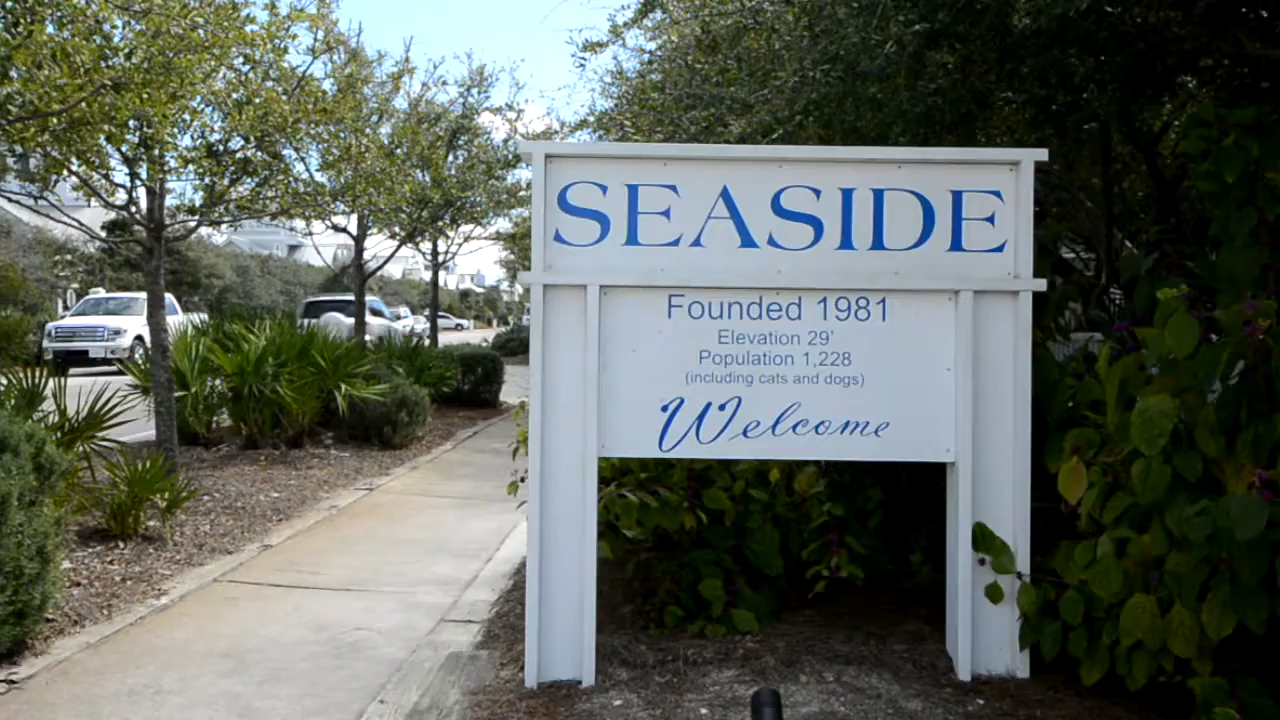 SEASIDE
Founded 1981
Elevation 29'
Population 1,228
(including cats and dogs)
Welcome